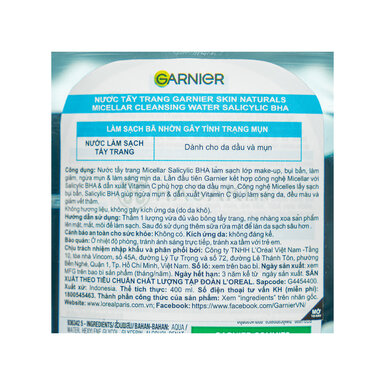 GARNIER
NƯỚC TẨY TRANG GARNIER SKIN NATURALS
MICELLAR CLEANSING WATER SALICYLIC BHA
LÀM SẠCH BÃ NHỜN GÂY TÌNH TRẠNG MỤN
NƯỚC LÀM SẠCH TẨY TRANG
Dành cho da dầu và mụn
Công dụng: Nước tẩy trang Micellar Salicylic BHA làm sạch lớp make-up, bụi bẩn, làm
giảm, ngừa mụn & làm sáng mịn da. Lần đầu tiên Garnier kết hợp công nghệ Micellar với
Salicylic BHA & dẫn xuất Vitamin C phù hợp cho da dầu mụn. Công nghệ Micelles lấy sạch
bụi bẩn, Salicylic BHA giúp ngừa mụn & dẫn xuất Vitamin C giúp làm sáng da, đều màu và
giảm vết thâm.
Không hương liệu, không gây kích ứng da (do da khô).
Hướng dẫn sử dụng: Thấm 1 lượng vừa đủ vào bông tẩy trang, nhẹ nhàng xoa sản phẩm
lên mặt, mắt, môi để làm sạch. Sau đó, sử dụng thêm sữa rửa mặt để làn da sạch sâu hơn.
Cảnh báo an toàn cho sức khỏe: Không có. Kích ứng da: không đáng kể.
Bảo quản: Ở nhiệt độ phòng, tránh ánh sáng trực tiếp, tránh xa tầm với trẻ em.
Chịu trách nhiệm nhập khẩu và phân phối bởi: Công ty TNHH L'Oréal Việt Nam -Tầng
12, tòa nhà Vincom, số 45A, đường Lý Tự Trọng và số 72, đường Lê Thánh Tôn, phường
Bến Nghé, Quận 1, Tp. Hồ Chí Minh, Việt Nam. Số lô: xem trên bao bì. Ngày sản xuất: xem
MFG trên bao bì sản phẩm (tháng/năm). Ngày hết hạn: 3 năm kể từ ngày sản xuất. SẢN
XUẤT THEO TIÊU CHUẨN CHẤT LƯỢNG TẬP ĐOÀN L'OREAL. Sapcode: G4454400.
Xuất xứ: Indonesia. Thể tích: 400 ml. Số điện thoại tư vấn KH (miễn phí):
1800545463. Thành phần công thức của sản phẩm: Xem "ingredients" trên nhãn gốc.
Website: www.lorealparis.com.vn / https://www.facebook.com/GarnierVN/
MỞ
INGREDIENTS/
BAHAN-BAHAN: AQUA /